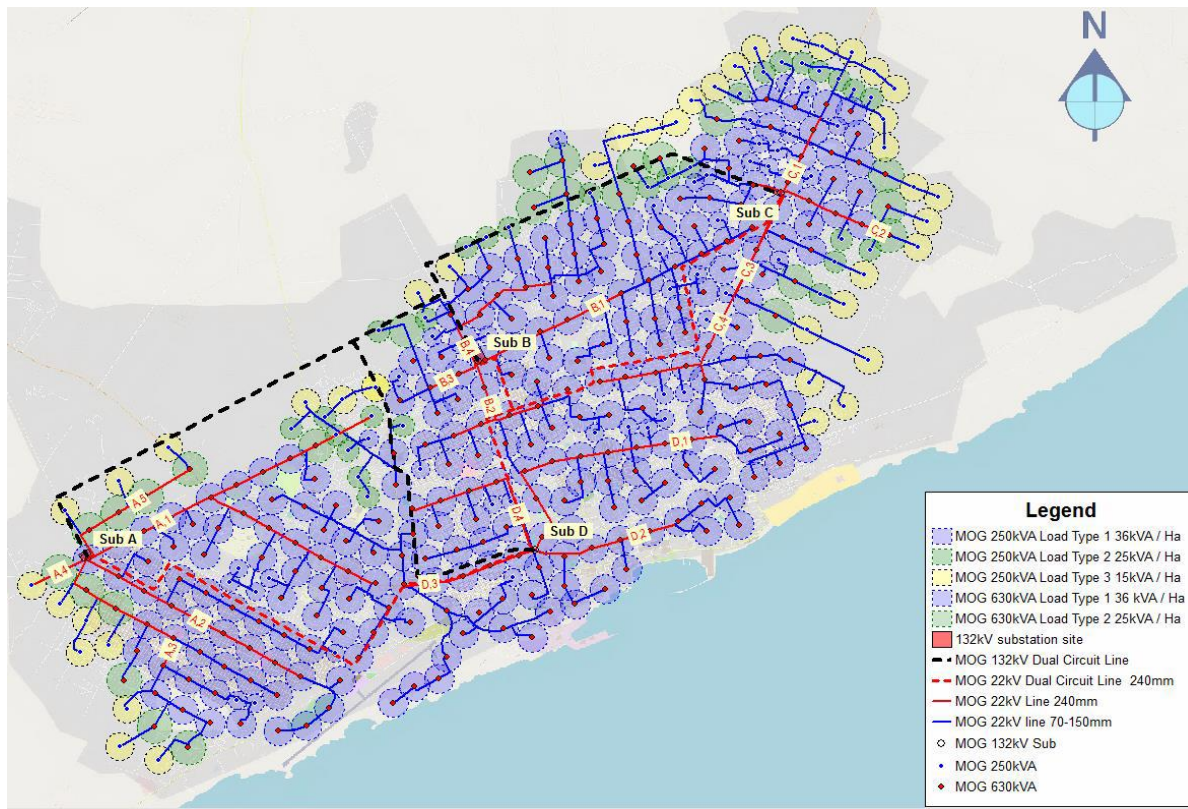 N
C.1
Sub C
C.2
C.3
B.1
C.4
B.4
Sub B
B.3
B.2
D.1
A.5
A.1
D.4
Sub D
Sub A
D.2
A.4
D.3
A.2
A.3
Legend
MOG 250kVA Load Type 1 36kVA / Ha
MOG 250kVA Load Type 2 25kVA / Ha
MOG 250kVA Load Type 3 15kVA / Ha
MOG 630kVA Load Type 1 36 kVA / Ha
MOG 630kVA Load Type 2 25kVA / Ha
132kV substation site
MOG 132kV Dual Circuit Line
MOG 22kV Dual Circuit Line 240mm
MOG 22kV Line 240mm
MOG 22kV line 70-150mm
MOG 132kV Sub
MOG 250kVA
MOG 630kVA